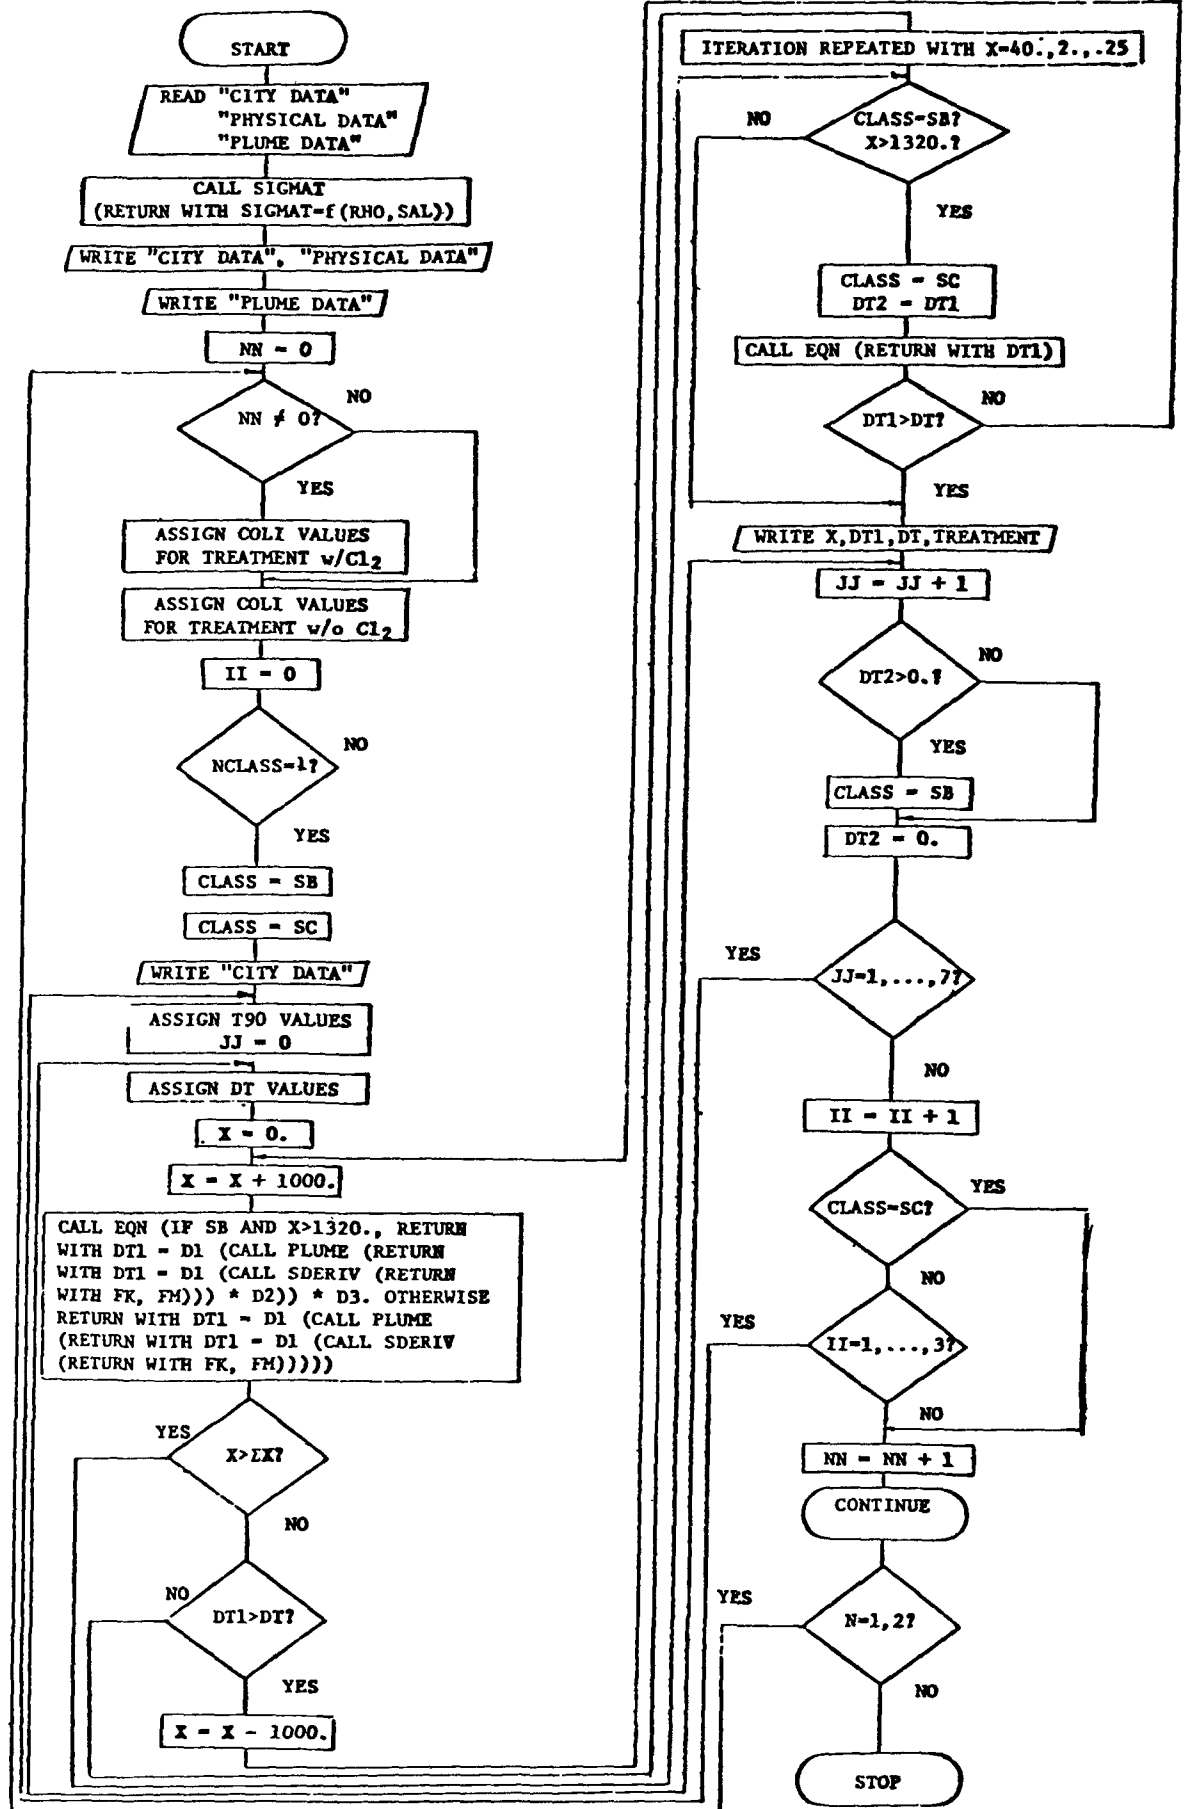 START
READ "CITY DATA"
"PHYSICAL DATA"
"PLUME DATA"
CALL SIGMAT
(RETURN WITH SIGMAT=f(RHO,SAL))
WRITE "CITY DATA", "PHYSICAL DATA"
WRITE "PLUME DATA"
NN = 0
NN ≠ 0?
NO
YES
ASSIGN COLI VALUES
FOR TREATMENT w/Cl2
ASSIGN COLI VALUES
FOR TREATMENT w/o Cl2
II = 0
NCLASS=1?
NO
YES
CLASS = SB
CLASS = SC
WRITE "CITY DATA"
ASSIGN T90 VALUES
JJ = 0
ASSIGN DT VALUES
X = 0.
X = X + 1000.
CALL EQN (IF SB AND X>1320., RETURN
WITH DT1 = D1 (CALL PLUME (RETURN
WITH DT1 = D1 (CALL SDERIV (RETURN
WITH FK, FM))) * D2)) * D3. OTHERWISE
RETURN WITH DT1 = D1 (CALL PLUME
(RETURN WITH DT1 = D1 (CALL SDERIV
(RETURN WITH FK, FM)))))
YES
X>ΣX?
NO
NO
DT1>DT?
YES
X = X - 1000.
ITERATION REPEATED WITH X=40.,2.,.25
NO
CLASS=SB?
X>1320.?
YES
CLASS = SC
DT2 = DT1
CALL EQN (RETURN WITH DT1)
NO
DT1>DT?
YES
WRITE X,DT1,DT,TREATMENT
JJ = JJ + 1
NO
DT2>0.?
YES
CLASS = SB
DT2 = 0.
YES
JJ=1,...,7?
NO
II = II + 1
YES
CLASS=SC?
NO
YES
II=1,...,3?
NO
NN = NN + 1
CONTINUE
YES
N=1,2?
NO
STOP